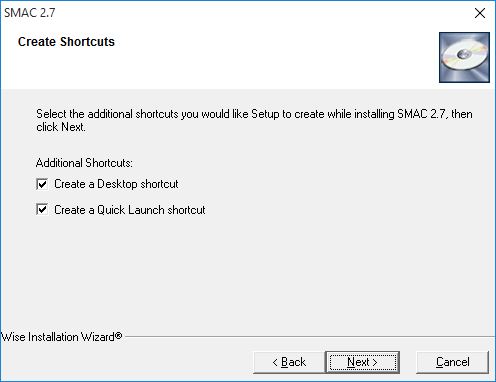 SMAC 2.7
Create Shortcuts
Select the additional shortcuts you would like Setup to create while installing SMAC 2.7, then
click Next.
Additional Shortcuts:
Create a Desktop shortcut
Create a Quick Launch shortcut
Wise Installation Wizard®
< Back Next > Cancel